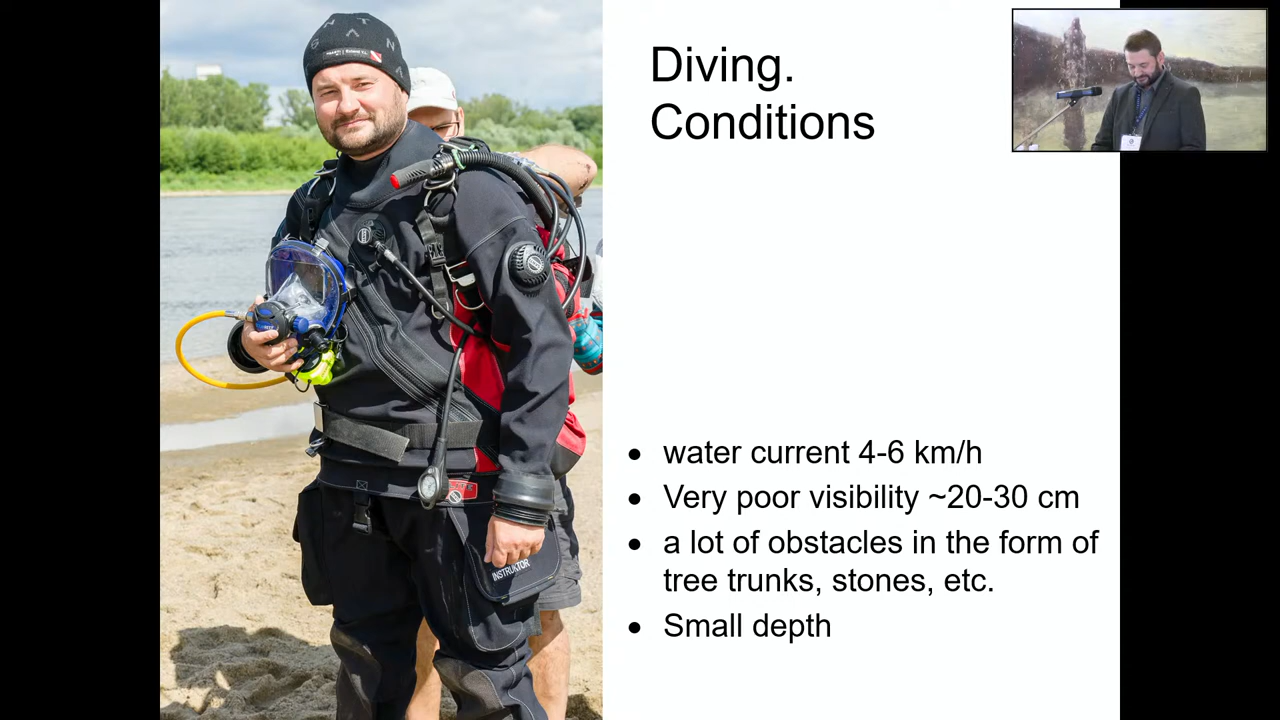 Diving.
Conditions
• water current 4-6 km/h
• Very poor visibility ~20-30 cm
• a lot of obstacles in the form of
tree trunks, stones, etc.
• Small depth
INSTRUKTOR